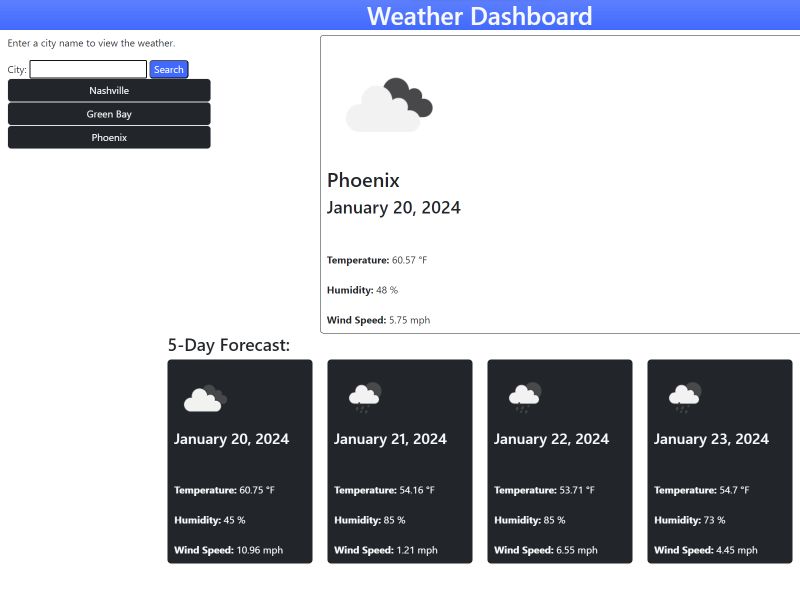 Weather Dashboard
Enter a city name to view the weather.
City: Search
Nashville
Green Bay
Phoenix
Phoenix
January 20, 2024
Temperature: 60.57 °F
Humidity: 48 %
Wind Speed: 5.75 mph
5-Day Forecast:
January 20, 2024
Temperature: 60.75 °F
Humidity: 45 %
Wind Speed: 10.96 mph
January 21, 2024
Temperature: 54.16 °F
Humidity: 85 %
Wind Speed: 1.21 mph
January 22, 2024
Temperature: 53.71 °F
Humidity: 85 %
Wind Speed: 6.55 mph
January 23, 2024
Temperature: 54.7 °F
Humidity: 73 %
Wind Speed: 4.45 mph